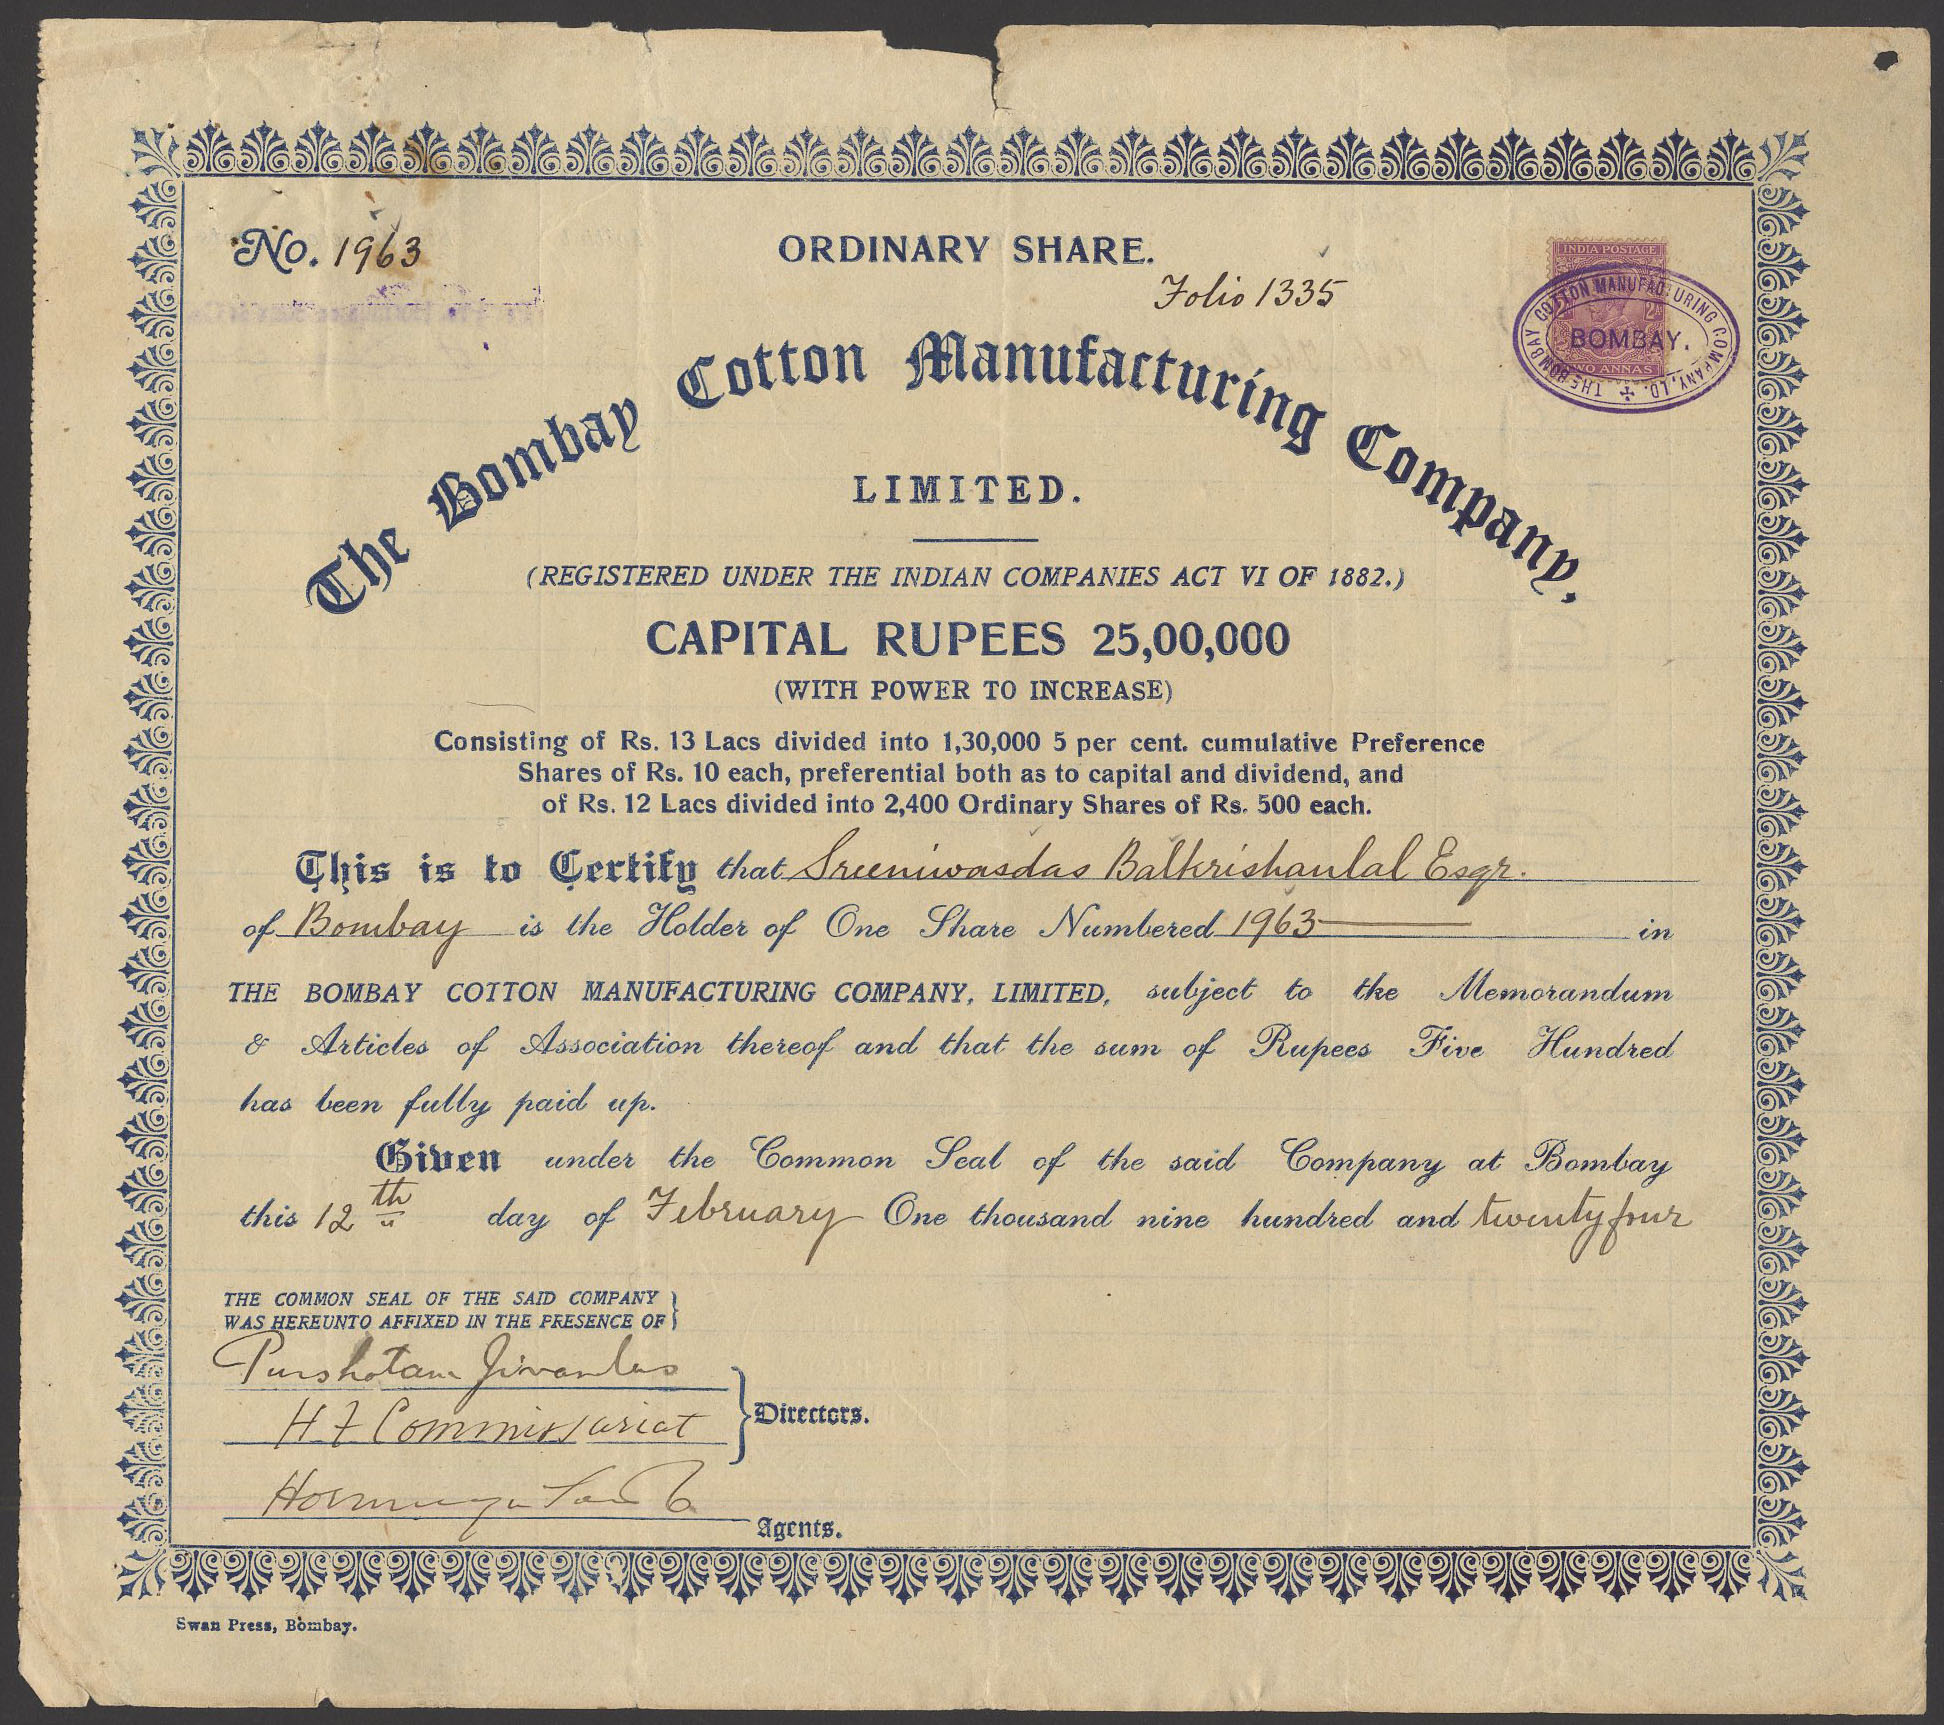 No. 1963
ORDINARY SHARE.
Folio 1335
INDIA POSTAGE
2A
TWO ANNAS
THE BOMBAY COTTON MANUFACTURING COMPANY, LD.
BOMBAY.
The Bombay Cotton Manufacturing Company.
LIMITED.
(REGISTERED UNDER THE INDIAN COMPANIES ACT VI OF 1882.)
CAPITAL RUPEES 25,00,000
(WITH POWER TO INCREASE)
Consisting of Rs. 13 Lacs divided into 1,30,000 5 per cent. cumulative Preference
Shares of Rs. 10 each, preferential both as to capital and dividend, and
of Rs. 12 Lacs divided into 2,400 Ordinary Shares of Rs. 500 each.
This is to Certify that Sreeniwasdas Balkrishanlal Esqr.
of Bombay is the Holder of One Share Numbered 1963 in
THE BOMBAY COTTON MANUFACTURING COMPANY, LIMITED, subject to the Memorandum
& Articles of Association thereof and that the sum of Rupees Five Hundred
has been fully paid up.
Given under the Common Seal of the said Company at Bombay
this 12th day of February One thousand nine hundred and twenty four
THE COMMON SEAL OF THE SAID COMPANY
WAS HEREUNTO AFFIXED IN THE PRESENCE OF
Purshotam Jivandas
H F Commissariat
Directors.
Agents.
Swan Press, Bombay.